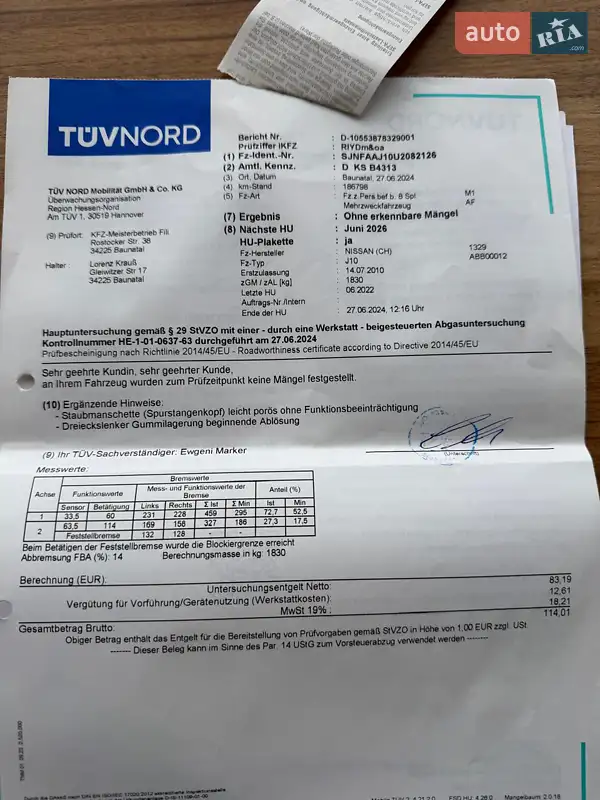 auto RIA .com
TÜVNORD
TÜV NORD Mobilität GmbH & Co. KG
Überwachungsorganisation
Region Hessen-Nord
Am TÜV 1, 30519 Hannover
(9) Prüfort: KFZ-Meisterbetrieb Fili
Rostocker Str. 38
34225 Baunatal
Halter : Lorenz Krauß
Gleiwitzer Str 17
34225 Baunatal
Bericht Nr. : D-10553878329001
Prüfziffer iKFZ : RIYDm&oa
(1) Fz-Ident.-Nr. : SJNFAAJ10U2082126
(2) Amtl. Kennz. : D KS B4313
(3) Ort, Datum : Baunatal, 27.06.2024
(4) km-Stand : 186798
(5) Fz-Art : Fz.z.Pers bef b. 8 Spl M1
Mehrzweckfahrzeug AF
(7) Ergebnis : Ohne erkennbare Mängel
(8) Nächste HU : Juni 2026
HU-Plakette : ja
Fz-Hersteller : NISSAN (CH) 1329
Fz-Typ : J10 ABB00012
Erstzulassung : 14.07.2010
zGM / zAL [kg] : 1830
Letzte HU : 06.2022
Auftrags-Nr./Intern :
Ende der HU : 27.06.2024, 12:16 Uhr
Hauptuntersuchung gemäß § 29 StVZO mit einer - durch eine Werkstatt - beigesteuerten Abgasuntersuchung
Kontrollnummer HE-1-01-0637-63 durchgeführt am 27.06.2024
Prüfbescheinigung nach Richtlinie 2014/45/EU - Roadworthiness certificate according to Directive 2014/45/EU
Sehr geehrte Kundin, sehr geehrter Kunde,
an Ihrem Fahrzeug wurden zum Prüfzeitpunkt keine Mängel festgestellt.
(10) Ergänzende Hinweise:
- Staubmanschette (Spurstangenkopf) leicht porös ohne Funktionsbeeinträchtigung
- Dreieckslenker Gummilagerung beginnende Ablösung
(9) Ihr TÜV-Sachverständiger: Ewgeni Marker
(Unterschrift)
Messwerte:
Achse Bremswerte
Funktionswerte Mess- und Funktionswerte der Bremse Anteil (%)
Sensor Betätigung Links Rechts Σ Ist Σ Min Ist Min
1 33,5 60 231 228 459 295 72,7 52,5
2 63,5 114 169 158 327 186 27,3 17,5
Feststellbremse 132 128 - -
Beim Betätigen der Feststellbremse wurde die Blockiergrenze erreicht
Abbremsung FBA (%): 14 Berechnungsmasse in kg: 1830
Berechnung (EUR):
Untersuchungsentgelt Netto: 83,19
Vergütung für Vorführung/Gerätenutzung (Werkstattkosten): 12,61
MwSt 19% : 18,21
Gesamtbetrag Brutto: 114,01
Obiger Betrag enthält das Entgelt für die Bereitstellung von Prüfvorgaben gemäß StVZO in Höhe von 1,00 EUR zzgl. USt.
------- Dieser Beleg kann im Sinne des Par. 14 UStG zum Vorsteuerabzug verwendet werden -------